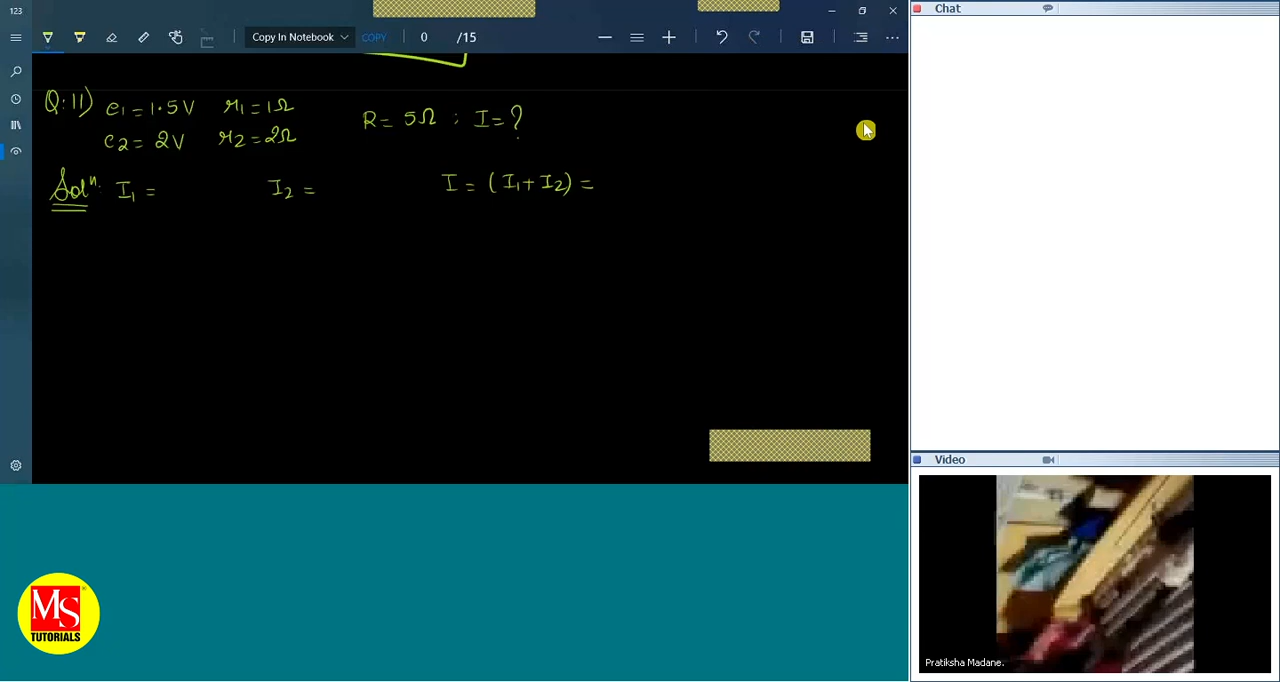 123
Copy In Notebook COPY 0 /15
Q:11) e1 = 1.5V r1 = 1Ω R = 5Ω ; I = ?
e2 = 2V r2 = 2Ω
Solⁿ: I1 = I2 = I = (I1 + I2) =
Chat
Video
MS
TUTORIALS
Pratiksha Madane.